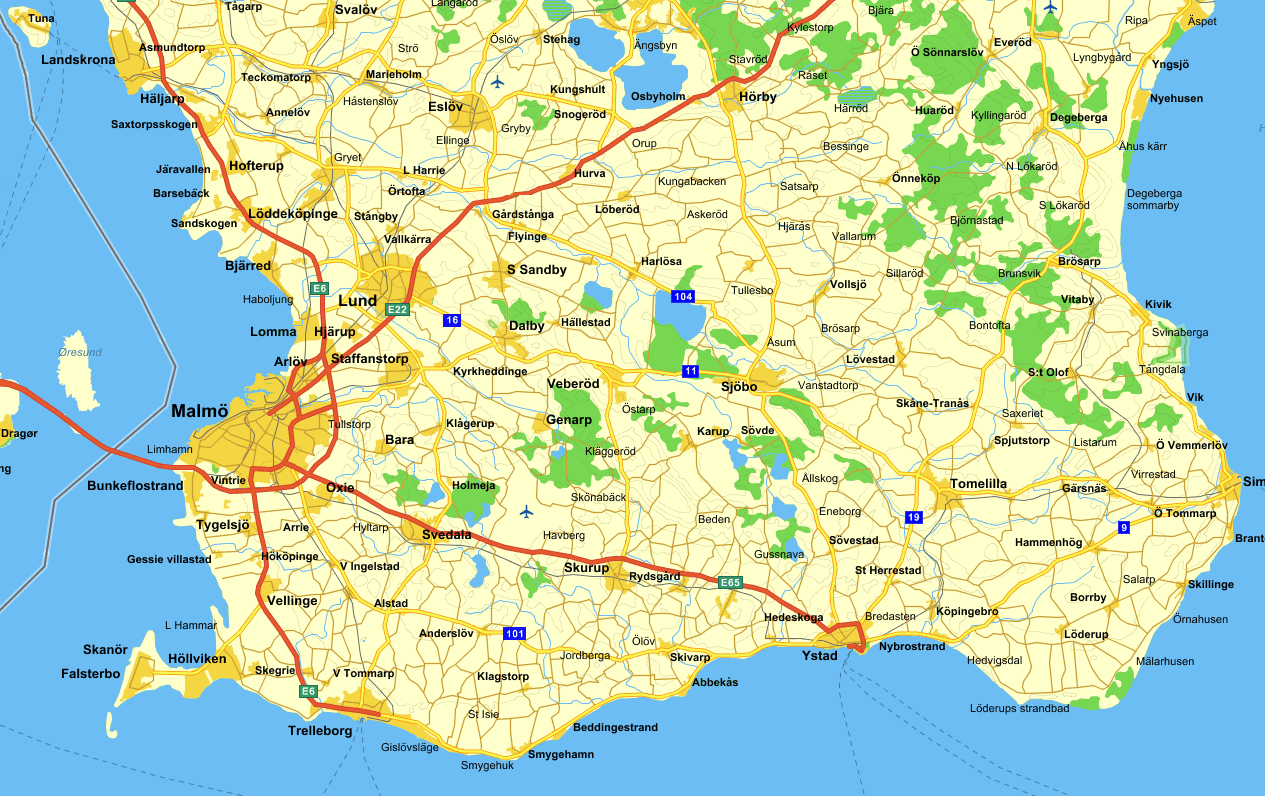 Tågarp
Svalöv
Långaröd
Bjära
Ripa
Äspet
Tuna
Kylestorp
Öslöv
Stehag
Ängsbyn
Everöd
Asmundtorp
Strö
Ö Sönnarslöv
Landskrona
Stavröd
Lyngbygård
Yngsjö
Teckomatorp
Marieholm
Råset
Kungshult
Osbyholm
Hörby
Häljarp
Håstenslöv
Eslöv
Nyehusen
Annelöv
Snogeröd
Härröd
Huaröd
Kyllingaröd
Degeberga
Saxtorpsskogen
Gryby
Ellinge
Orup
Bessinge
Åhus kärr
Gryet
Hofterup
Järavallen
L Harrie
Hurva
N Lökaröd
Önneköp
Kungabacken
Satsarp
Barsebäck
Örtofta
Degeberga
sommarby
S Lökaröd
Löddeköpinge
Stångby
Gårdstånga
Löberöd
Askeröd
Björnastad
Sandskogen
Hjärås
Vallkärra
Flyinge
Vallarum
Bjärred
S Sandby
Harlösa
Brösarp
Sillaröd
Brunsvik
E6
Tullesbo
Vollsjö
Haboljung
Lund
104
Vitaby
Kivik
E22
16
Dalby
Hällestad
Brösarp
Bontofta
Lomma
Hjärup
Svinaberga
Åsum
Øresund
Arlöv
Staffanstorp
Lövestad
Kyrkheddinge
11
S:t Olof
Tångdala
Veberöd
Sjöbo
Vanstadtorp
Vik
Malmö
Östarp
Skåne-Tranås
Saxeriet
Tullstorp
Klågerup
Genarp
Dragør
Karup
Sövde
Bara
Spjutstorp
Listarum
Ö Vemmerlöv
Limhamn
Kläggeröd
ng
Vintrie
Ällskog
Virrestad
Bunkeflostrand
Oxie
Holmeja
Tomelilla
Gärsnäs
Sim
Skönabäck
Tygelsjö
Arrie
Hyltarp
Beden
Eneborg
19
Ö Tommarp
9
Svedala
Havberg
Sövestad
Hammenhög
Brant
Gessie villastad
Hököpinge
Gussnava
V Ingelstad
Skurup
Rydsgård
E65
St Herrestad
Salarp
Skillinge
Vellinge
Alstad
Borrby
Hedeskoga
Bredasten
Köpingebro
Örnahusen
L Hammar
Anderslöv
101
Löderup
Skanör
Ölöv
Nybrostrand
Höllviken
Jordberga
Skivarp
Ystad
Hedvigsdal
Mälarhusen
Falsterbo
Skegrie
V Tommarp
Klagstorp
Abbekås
E6
St Isie
Löderups strandbad
Trelleborg
Beddingestrand
Gislövsläge
Smygehamn
Smygehuk